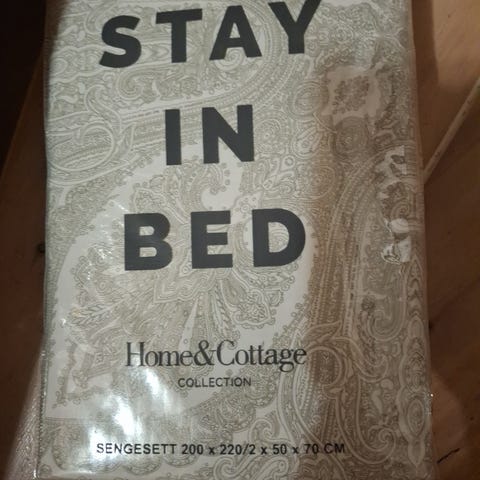 STAY
IN
BED
Home&Cottage
COLLECTION
SENGESETT 200 x 220/2 x 50 x 70 CM